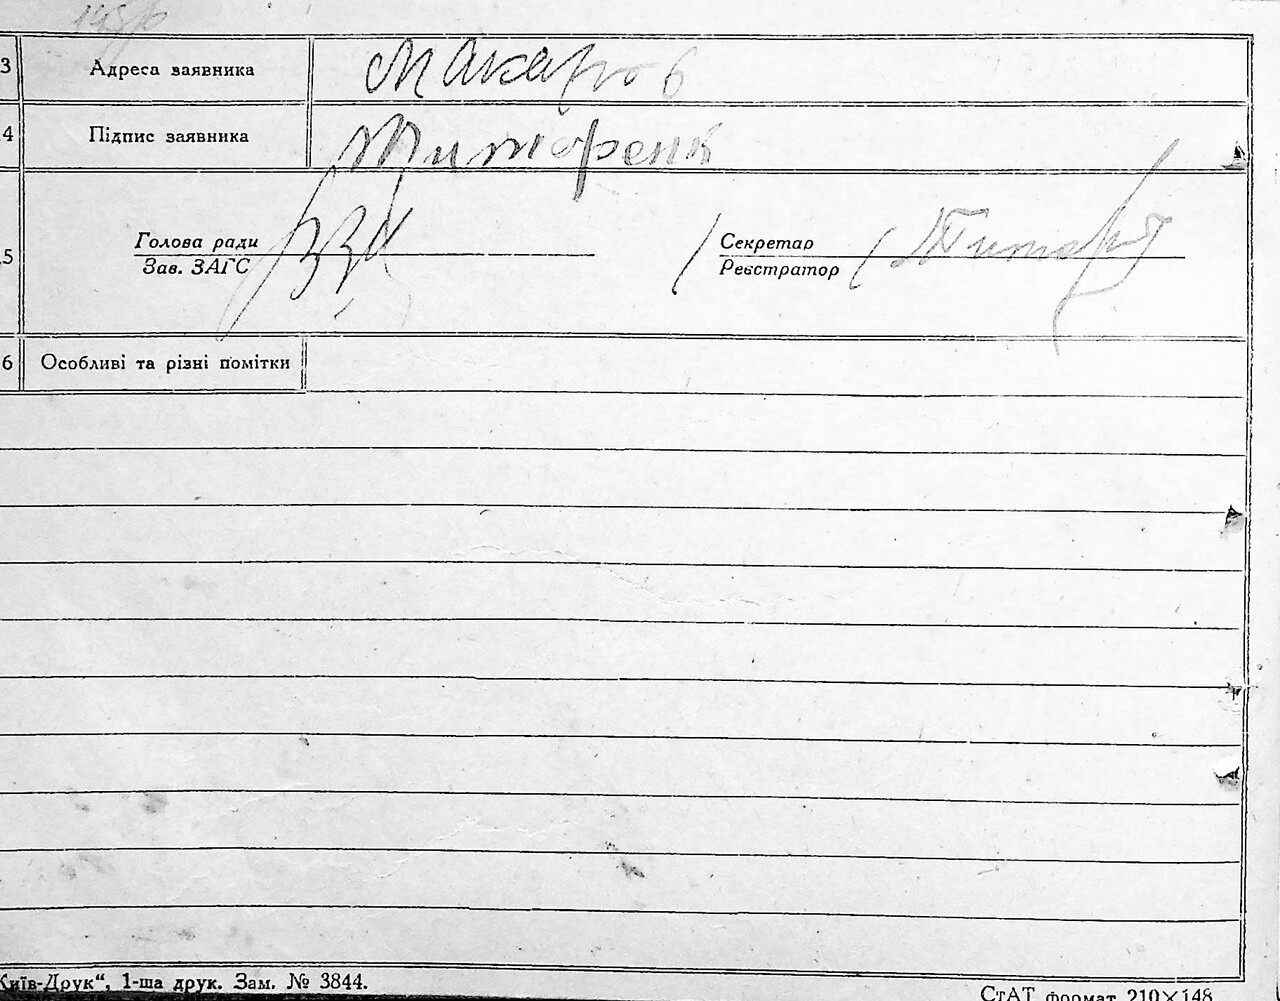 3 Адреса заявника Макаров
4 Підпис заявника Титаренк
5 Голова ради Секретар
Зав. ЗАГС Реєстратор
6 Особливі та різні помітки
Київ-Друк“, 1-ша друк. Зам. № 3844.
СтАТ формат 210×148